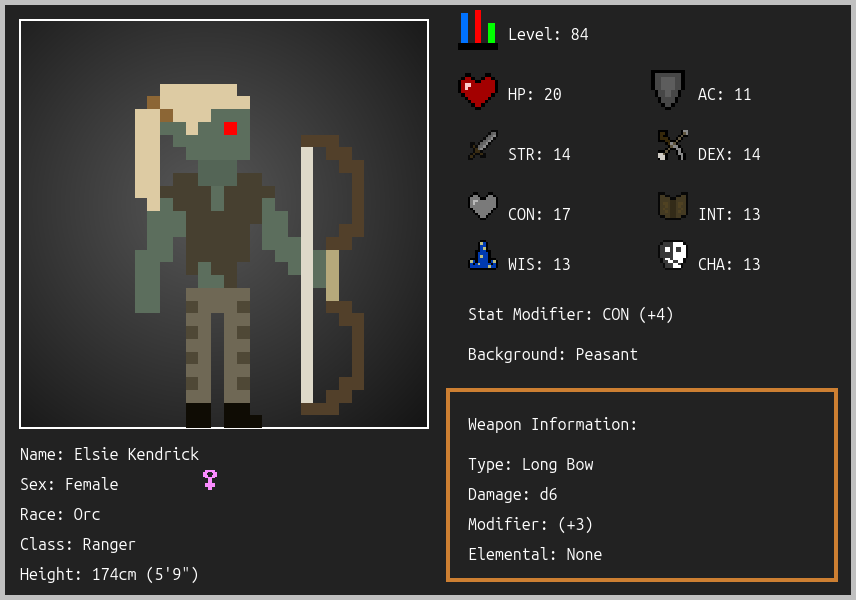 Level: 84
HP: 20
AC: 11
STR: 14
DEX: 14
CON: 17
INT: 13
WIS: 13
CHA: 13
Stat Modifier: CON (+4)
Background: Peasant
Weapon Information:
Type: Long Bow
Damage: d6
Modifier: (+3)
Elemental: None
Name: Elsie Kendrick
Sex: Female
Race: Orc
Class: Ranger
Height: 174cm (5'9")